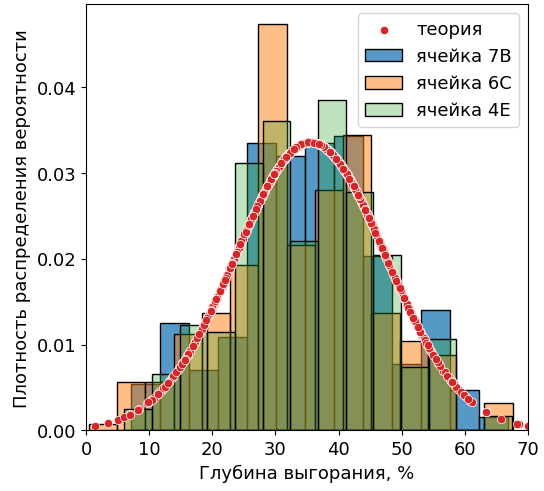 теория
ячейка 7B
ячейка 6C
ячейка 4E
Плотность распределения вероятности
0.04
0.03
0.02
0.01
0.00
0 10 20 30 40 50 60 70
Глубина выгорания, %